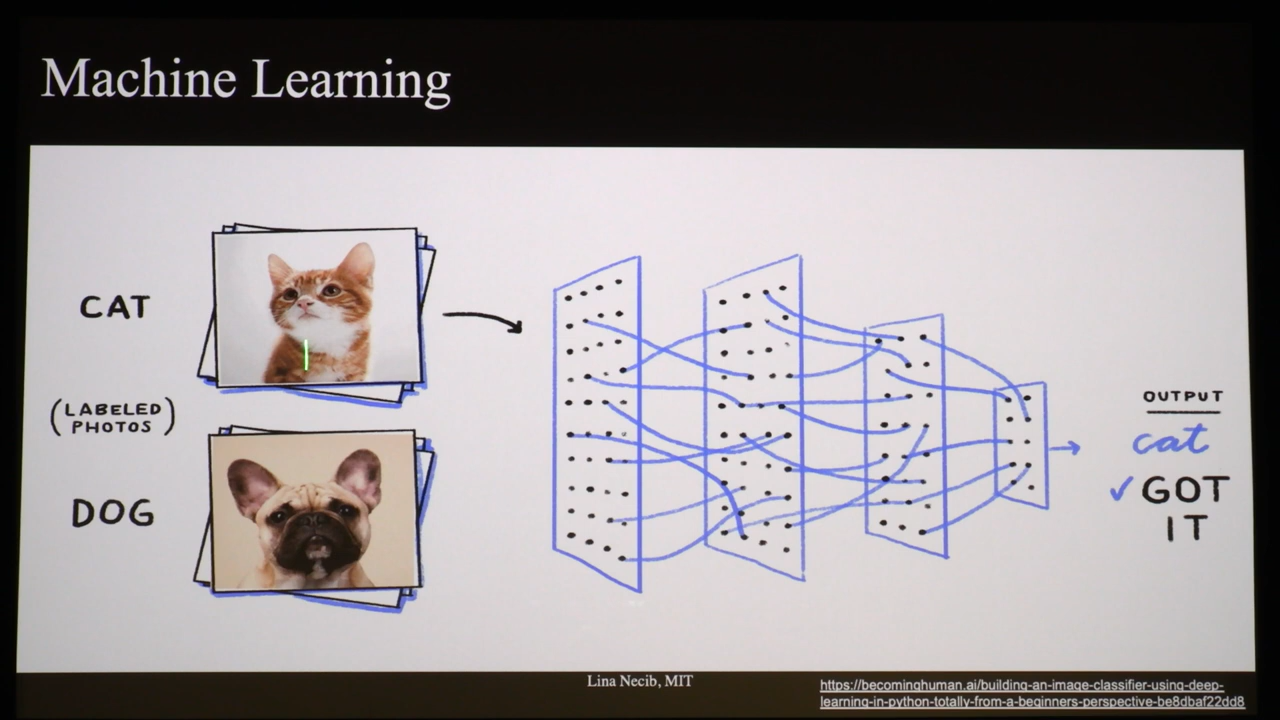 Machine Learning
CAT
(LABELED
PHOTOS)
DOG
OUTPUT
cat
✓ GOT
IT
Lina Necib, MIT
https://becominghuman.ai/building-an-image-classifier-using-deep-
learning-in-python-totally-from-a-beginners-perspective-be8dbaf22dd8